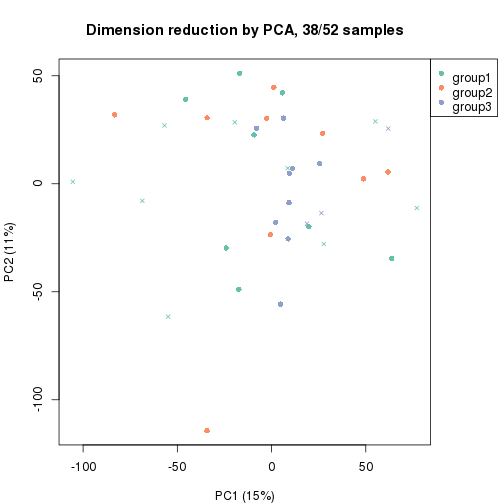 Dimension reduction by PCA, 38/52 samples
group1
group2
group3
50
0
-50
-100
PC2 (11%)
-100
-50
0
50
PC1 (15%)